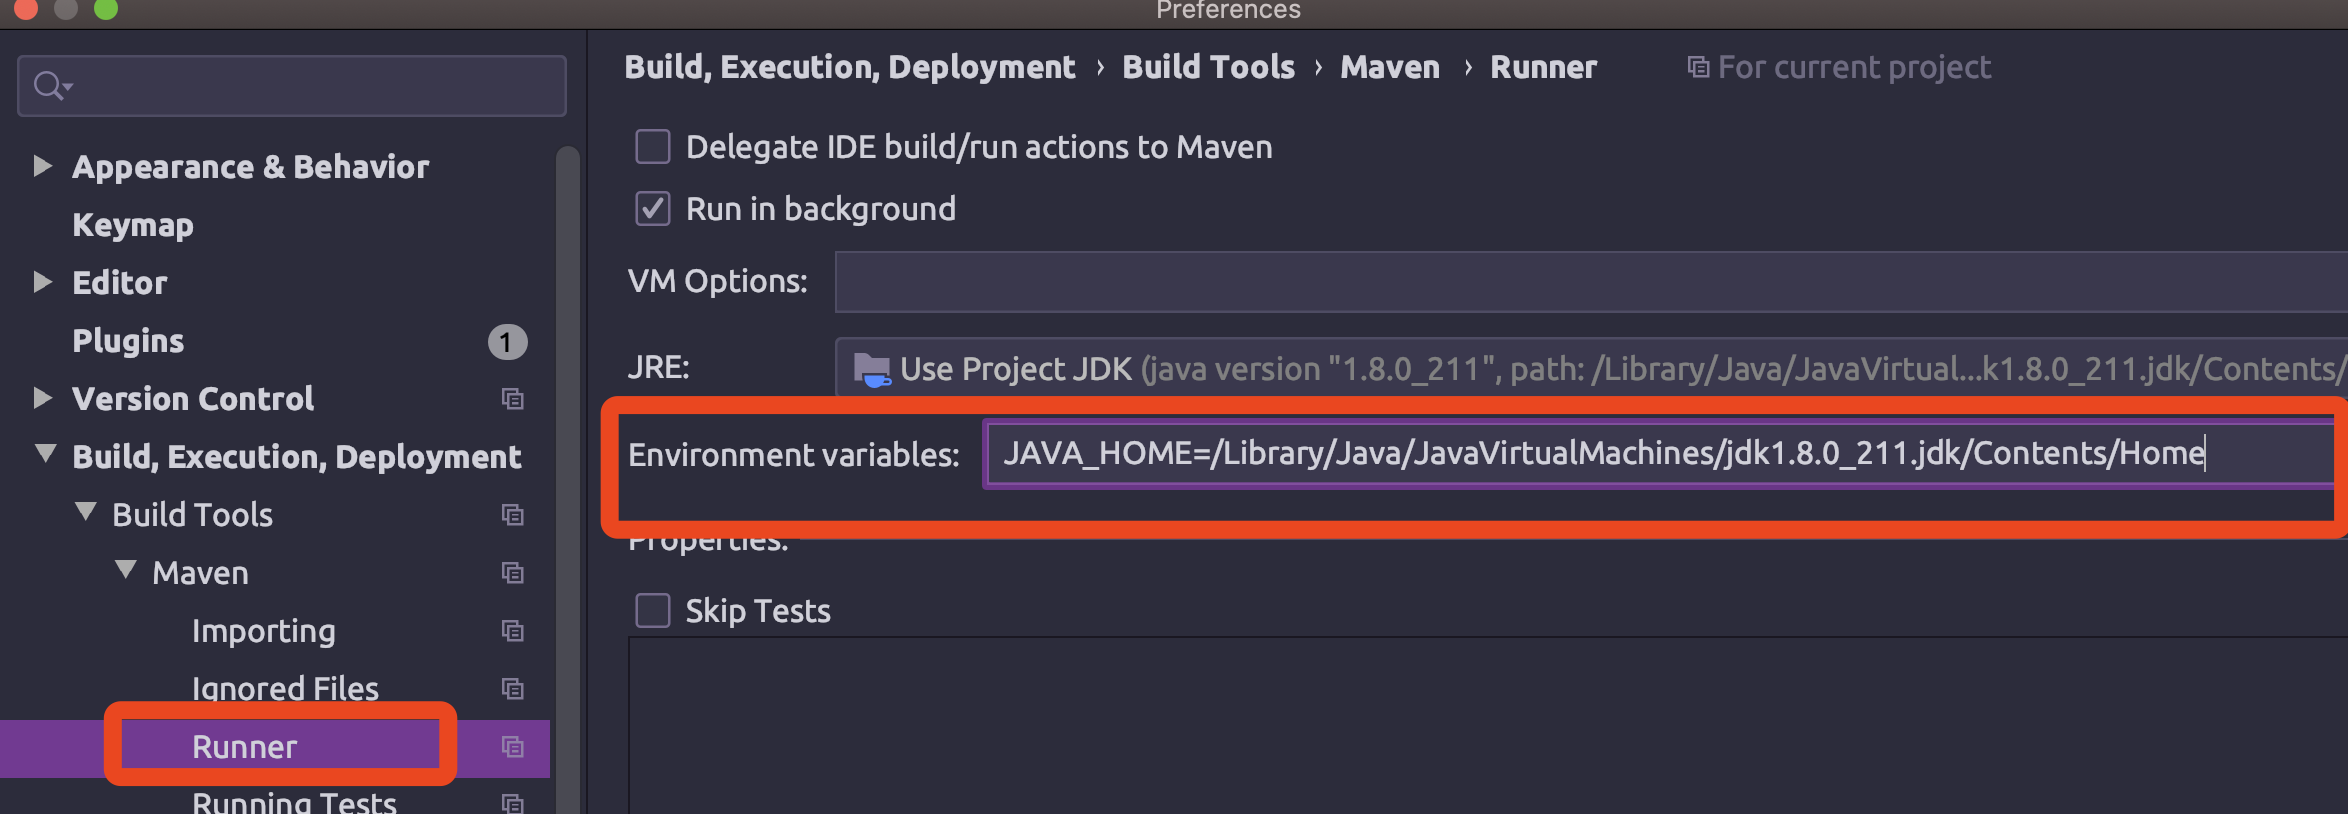 Preferences
Build, Execution, Deployment › Build Tools › Maven › Runner For current project
Delegate IDE build/run actions to Maven
Appearance & Behavior
Run in background
Keymap
VM Options:
Editor
Plugins 1
JRE: Use Project JDK (java version "1.8.0_211", path: /Library/Java/JavaVirtual...k1.8.0_211.jdk/Contents/
Version Control
Environment variables: JAVA_HOME=/Library/Java/JavaVirtualMachines/jdk1.8.0_211.jdk/Contents/Home
Build, Execution, Deployment
Build Tools
Properties:
Maven
Skip Tests
Importing
Ignored Files
Runner
Running Tests